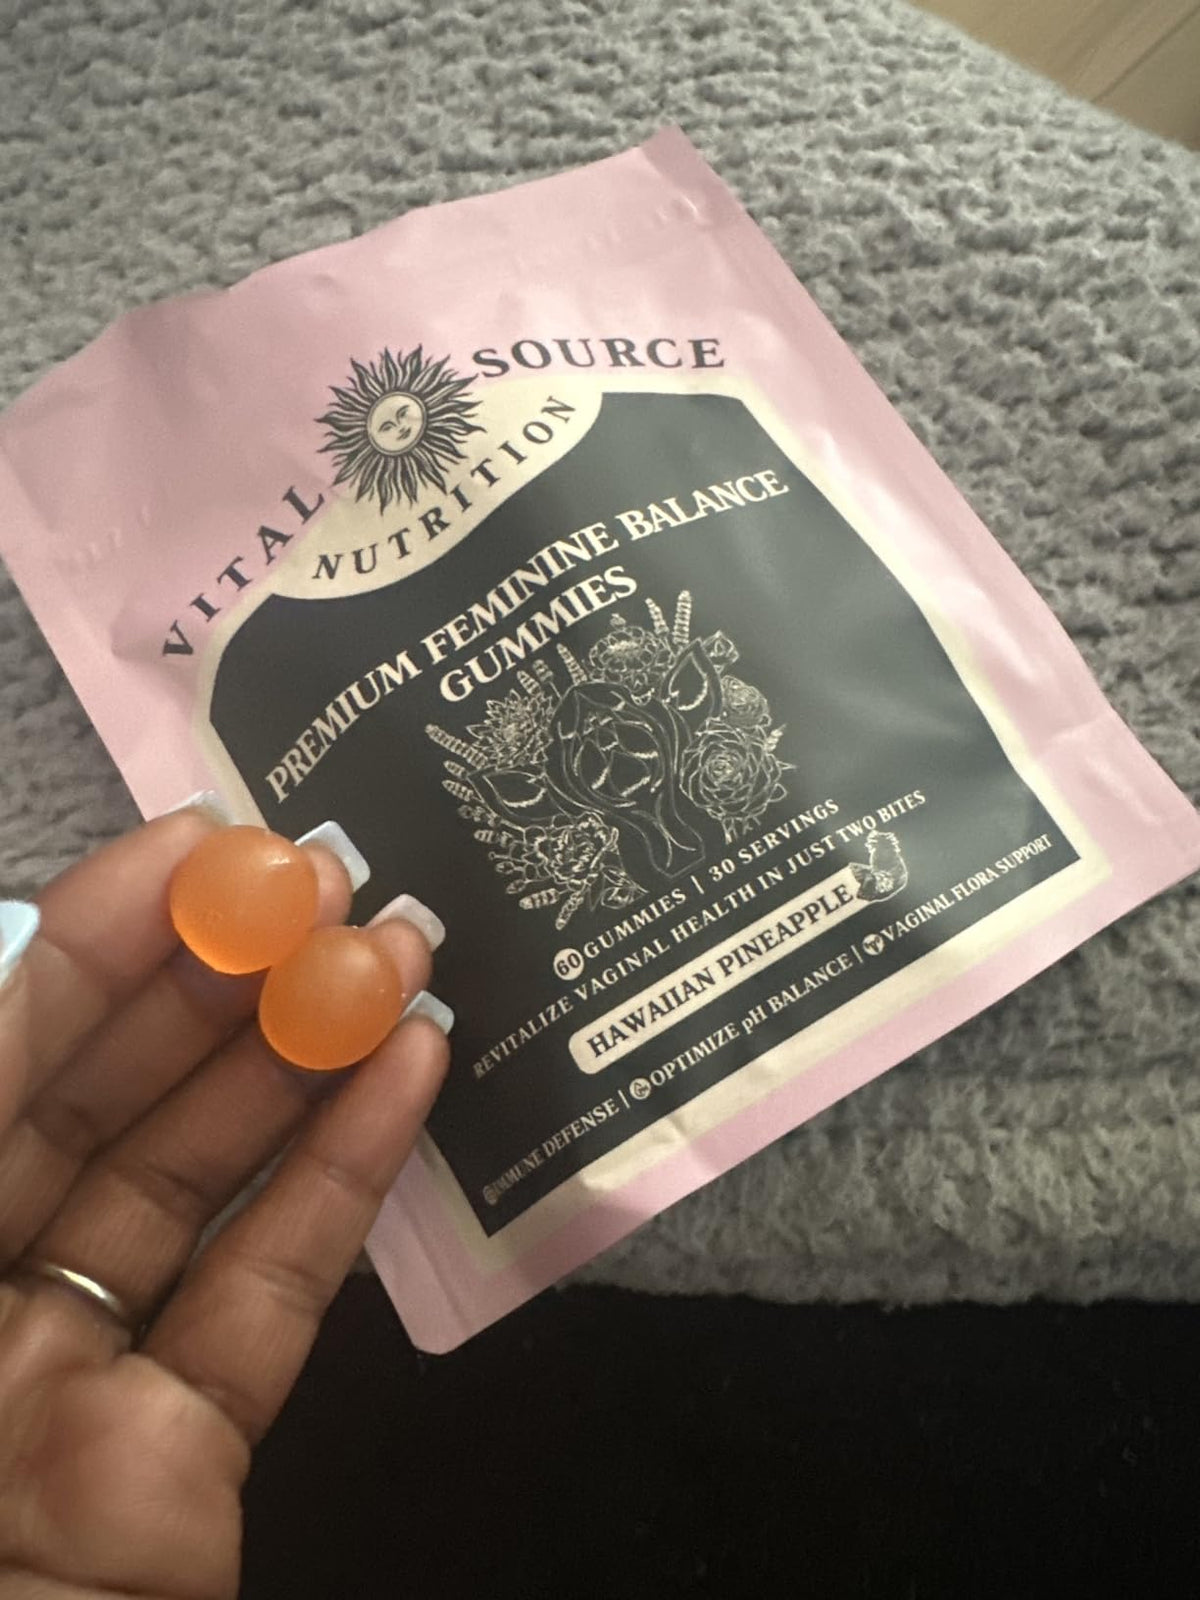 VITAL SOURCE
NUTRITION
PREMIUM FEMININE BALANCE
GUMMIES
60 GUMMIES | 30 SERVINGS
REVITALIZE VAGINAL HEALTH IN JUST TWO BITES
HAWAIIAN PINEAPPLE
IMMUNE DEFENSE | OPTIMIZE pH BALANCE | VAGINAL FLORA SUPPORT